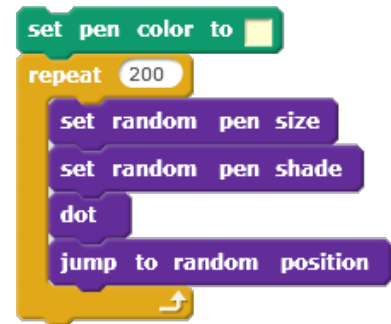 set pen color to
repeat 200
set random pen size
set random pen shade
dot
jump to random position